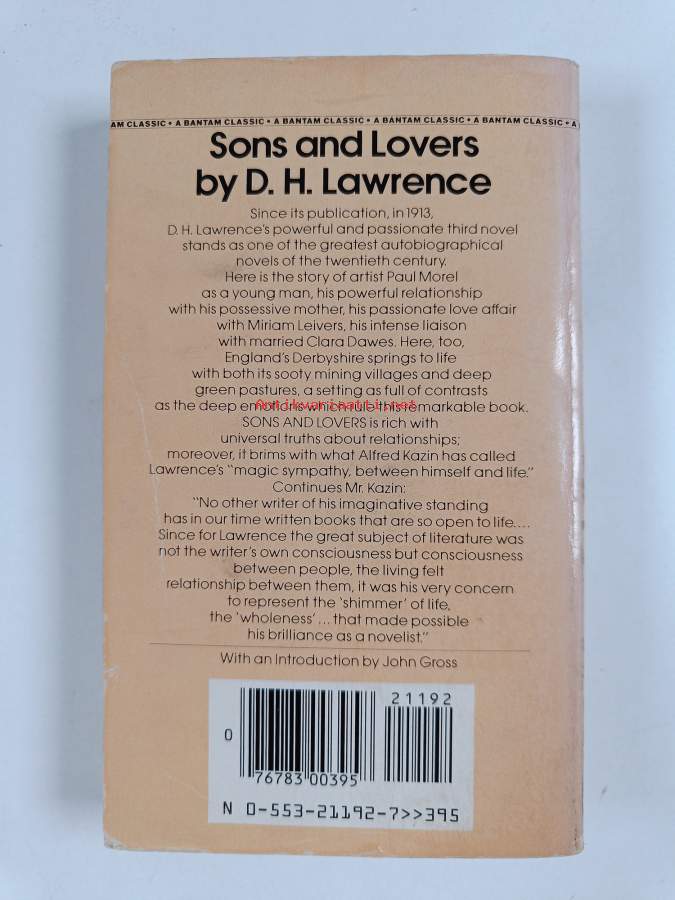 AM CLASSIC • A BANTAM CLASSIC • A BANTAM CLASSIC • A BANTAM CLASSIC • A BANTAM CLASSIC • A
Sons and Lovers
by D. H. Lawrence
Since its publication, in 1913,
D. H. Lawrence's powerful and passionate third novel
stands as one of the greatest autobiographical
novels of the twentieth century.
Here is the story of artist Paul Morel
as a young man, his powerful relationship
with his possessive mother, his passionate love affair
with Miriam Leivers, his intense liaison
with married Clara Dawes. Here, too,
England's Derbyshire springs to life
with both its sooty mining villages and deep
green pastures, a setting as full of contrasts
as the deep emotions which rule this remarkable book.
Antikvariaatti.net
SONS AND LOVERS is rich with
universal truths about relationships;
moreover, it brims with what Alfred Kazin has called
Lawrence's "magic sympathy, between himself and life."
Continues Mr. Kazin:
"No other writer of his imaginative standing
has in our time written books that are so open to life....
Since for Lawrence the great subject of literature was
not the writer's own consciousness but consciousness
between people, the living felt
relationship between them, it was his very concern
to represent the 'shimmer' of life,
the 'wholeness'... that made possible
his brilliance as a novelist."
With an Introduction by John Gross
21192
0
76783 00395
N 0-553-21192-7>>395